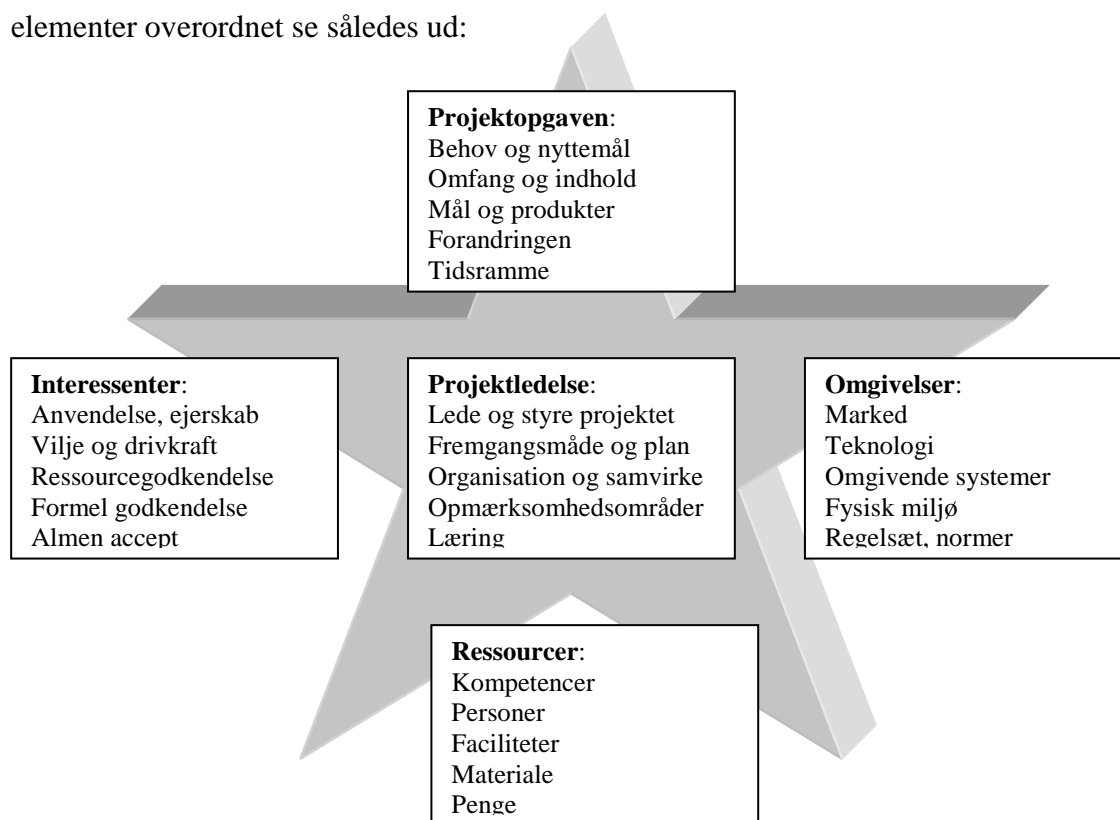 elementer overordnet se således ud:
Projektopgaven:
Behov og nyttemål
Omfang og indhold
Mål og produkter
Forandringen
Tidsramme
Interessenter:
Anvendelse, ejerskab
Vilje og drivkraft
Ressourcegodkendelse
Formel godkendelse
Almen accept
Projektledelse:
Lede og styre projektet
Fremgangsmåde og plan
Organisation og samvirke
Opmærksomhedsområder
Læring
Omgivelser:
Marked
Teknologi
Omgivende systemer
Fysisk miljø
Regelsæt, normer
Ressourcer:
Kompetencer
Personer
Faciliteter
Materiale
Penge